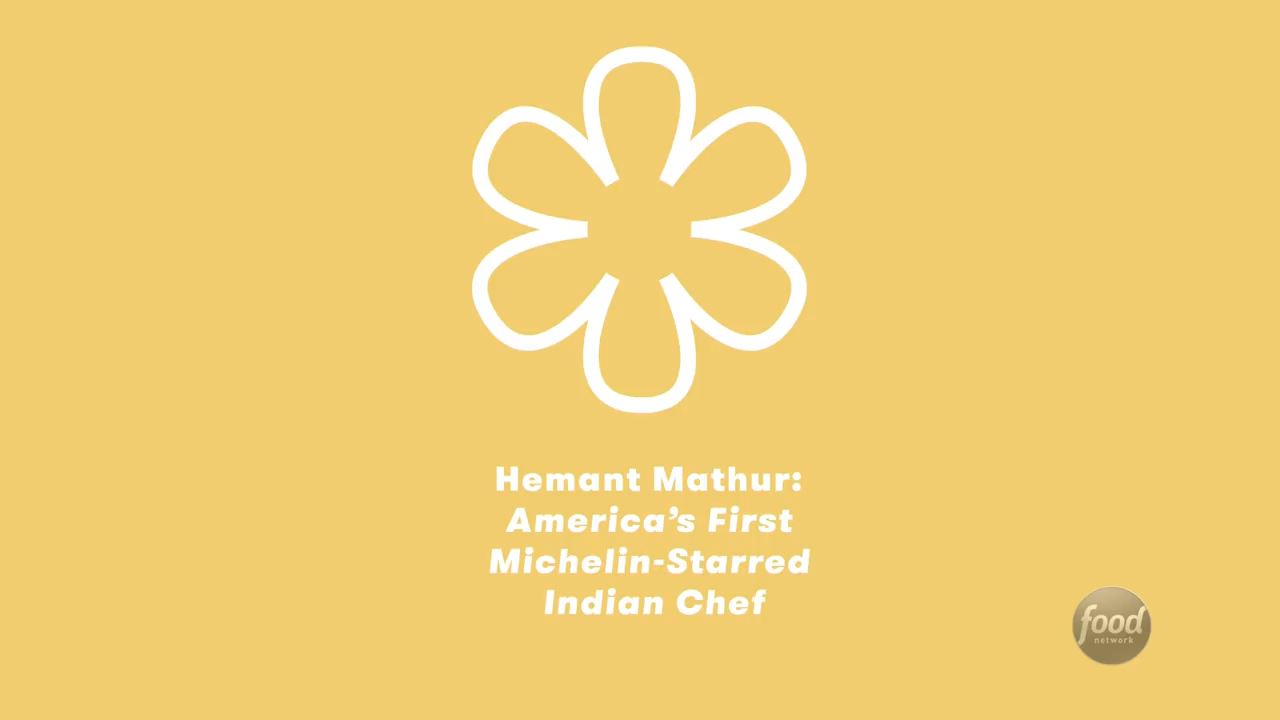 Hemant Mathur:
America’s First
Michelin-Starred
Indian Chef
food
network